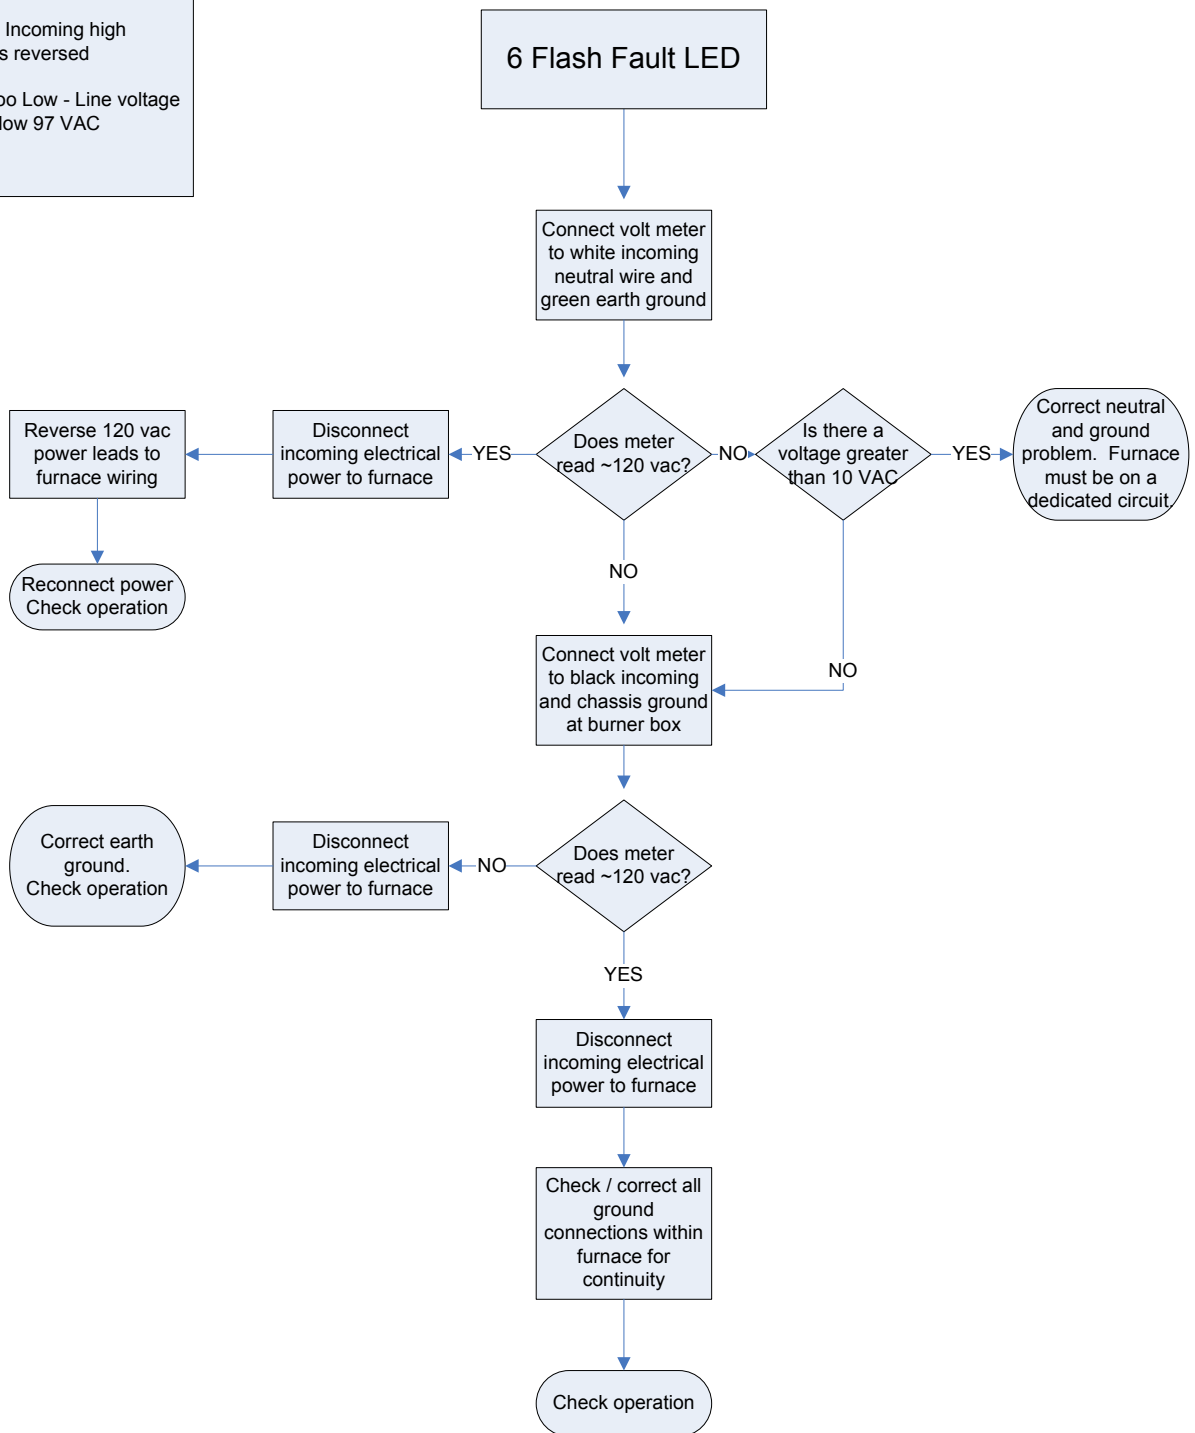 Incoming high
reversed
Low - Line voltage
97 VAC
6 Flash Fault LED
Connect volt meter
to white incoming
neutral wire and
green earth ground
Reverse 120 vac
power leads to
furnace wiring
Disconnect
incoming electrical
power to furnace
YES
Does meter
read ~120 vac?
NO
Is there a
voltage greater
than 10 VAC
YES
Correct neutral
and ground
problem. Furnace
must be on a
dedicated circuit.
NO
Reconnect power
Check operation
Connect volt meter
to black incoming
and chassis ground
at burner box
NO
Correct earth
ground.
Check operation
Disconnect
incoming electrical
power to furnace
NO
Does meter
read ~120 vac?
YES
Disconnect
incoming electrical
power to furnace
Check / correct all
ground
connections within
furnace for
continuity
Check operation